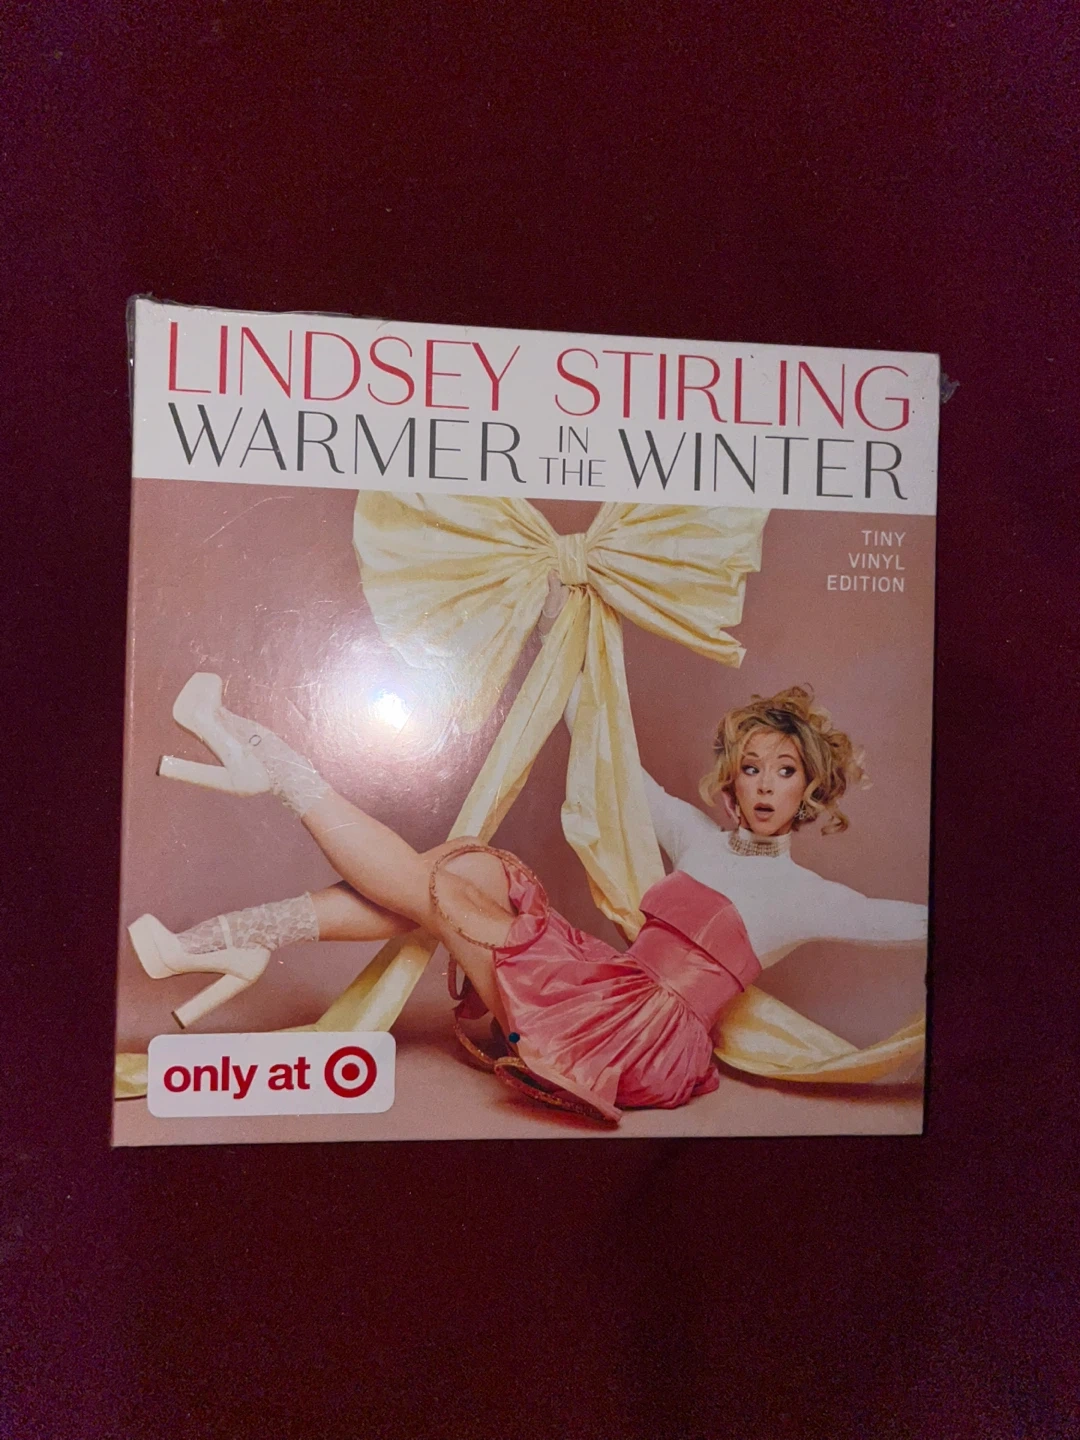 LINDSEY STIRLING
WARMER IN THE WINTER
TINY
VINYL
EDITION
only at